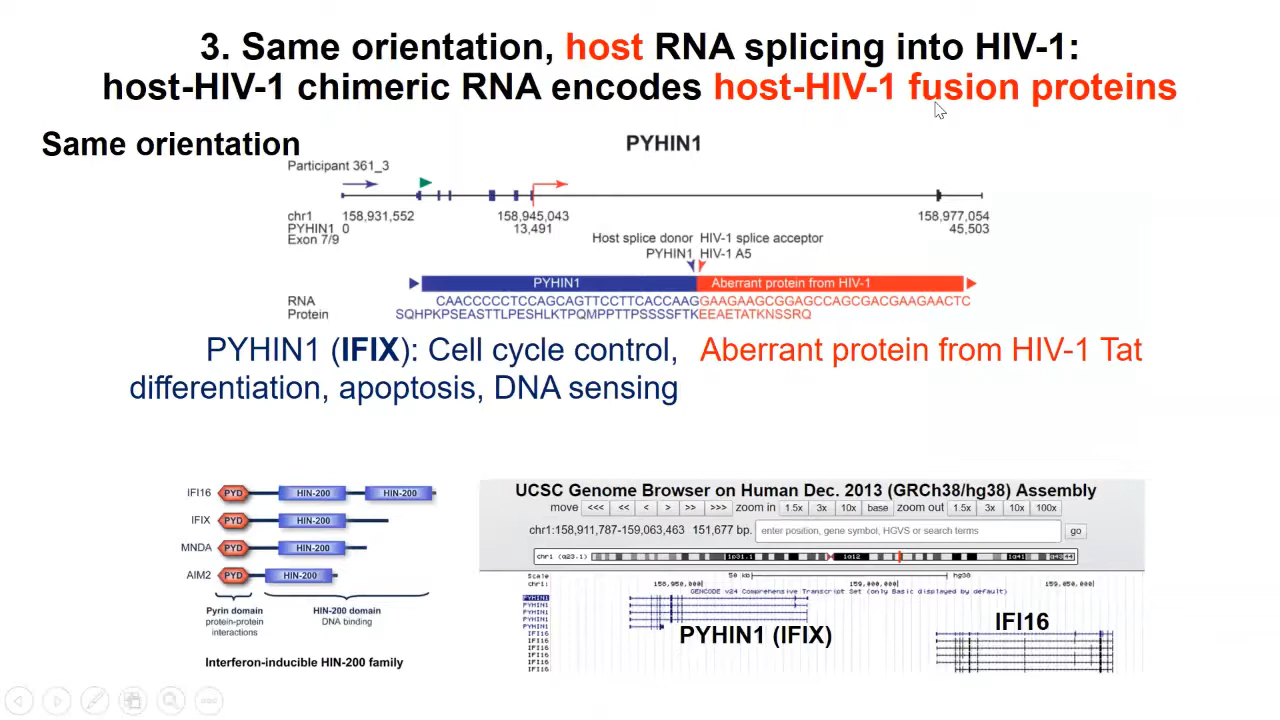 3. Same orientation, host RNA splicing into HIV-1:
host-HIV-1 chimeric RNA encodes host-HIV-1 fusion proteins
Same orientation
PYHIN1
Participant 361_3
chr1 158,931,552 158,945,043 158,977,054
PYHIN1 0 13,491 45,503
Exon 7/9
Host splice donor HIV-1 splice acceptor
PYHIN1 HIV-1 A5
PYHIN1 Aberrant protein from HIV-1
RNA CAACCCCCTCCAGCAGTTCCTTCACCAAGGAAGAAGCGGAGCCAGCGACGAAGAACTC
Protein SQHPKPSEASTTLPESHLKTPQMPPTTPSSSSFTKEEAETATKNSSRQ
PYHIN1 (IFIX): Cell cycle control,
differentiation, apoptosis, DNA sensing
Aberrant protein from HIV-1 Tat
IFI16 PYD HIN-200 HIN-200
IFIX PYD HIN-200
MNDA PYD HIN-200
AIM2 PYD HIN-200
Pyrin domain
protein-protein
interactions
HIN-200 domain
DNA binding
Interferon-inducible HIN-200 family
UCSC Genome Browser on Human Dec. 2013 (GRCh38/hg38) Assembly
move <<< << < > >> >>> zoom in 1.5x 3x 10x base zoom out 1.5x 3x 10x 100x
chr1:158,911,787-159,063,463 151,677 bp. enter position, gene symbol, HGVS or search terms go
chr1 (q23.1) 1p31.1 1q12 1q41
Scale 50 kb hg38
chr1: 158,950,000 159,000,000 159,050,000
GENCODE v24 Comprehensive Transcript Set (only Basic displayed by default)
PYHIN1
PYHIN1
PYHIN1
PYHIN1
PYHIN1
IFI16
IFI16
IFI16
IFI16
IFI16
IFI16
PYHIN1 (IFIX)
IFI16